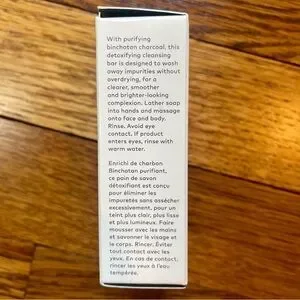 With purifying
binchotan charcoal, this
detoxifying cleansing
bar is designed to wash
away impurities without
overdrying, for a
clearer, smoother
and brighter-looking
complexion. Lather soap
into hands and massage
onto face and body.
Rinse. Avoid eye
contact. If product
enters eyes, rinse with
warm water.
Enrichi de charbon
Binchotan purifiant,
ce pain de savon
détoxifiant est conçu
pour éliminer les
impuretés sans assécher
excessivement, pour un
teint plus clair, plus lisse
et plus lumineux. Faire
mousser avec les mains
et savonner le visage et
le corps. Rincer. Éviter
tout contact avec les
yeux. En cas de contact,
rincer les yeux à l'eau
tempérée.